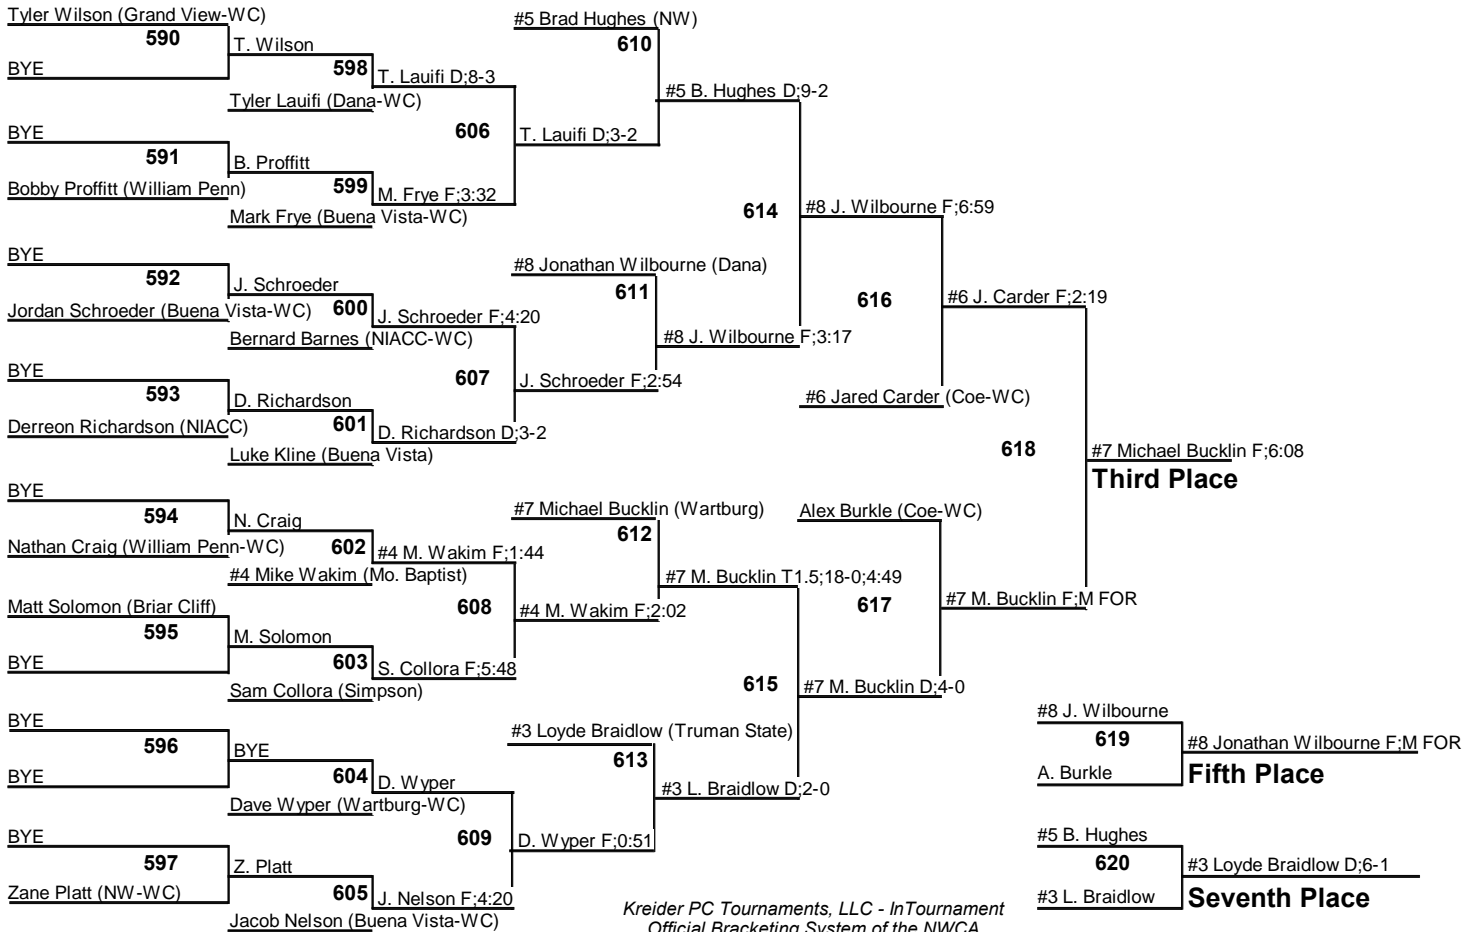 Tyler Wilson (Grand View-WC)
590
BYE
T. Wilson
598
Tyler Lauifi (Dana-WC)
T. Lauifi D;8-3
BYE
591
Bobby Proffitt (William Penn)
B. Proffitt
599
Mark Frye (Buena Vista-WC)
M. Frye F;3:32
606
T. Lauifi D;3-2
#5 Brad Hughes (NW)
610
#5 B. Hughes D;9-2
BYE
592
Jordan Schroeder (Buena Vista-WC)
J. Schroeder
600
Bernard Barnes (NIACC-WC)
J. Schroeder F;4:20
BYE
593
Derreon Richardson (NIACC)
D. Richardson
601
Luke Kline (Buena Vista)
D. Richardson D;3-2
607
J. Schroeder F;2:54
#8 Jonathan Wilbourne (Dana)
611
#8 J. Wilbourne F;3:17
614
#8 J. Wilbourne F;6:59
616
#6 Jared Carder (Coe-WC)
#6 J. Carder F;2:19
BYE
594
Nathan Craig (William Penn-WC)
N. Craig
602
#4 Mike Wakim (Mo. Baptist)
#4 M. Wakim F;1:44
Matt Solomon (Briar Cliff)
595
BYE
M. Solomon
603
Sam Collora (Simpson)
S. Collora F;5:48
608
#4 M. Wakim F;2:02
#7 Michael Bucklin (Wartburg)
612
#7 M. Bucklin T1.5;18-0;4:49
BYE
596
BYE
BYE
604
Dave Wyper (Wartburg-WC)
D. Wyper
BYE
597
Zane Platt (NW-WC)
Z. Platt
605
Jacob Nelson (Buena Vista-WC)
J. Nelson F;4:20
609
D. Wyper F;0:51
#3 Loyde Braidlow (Truman State)
613
#3 L. Braidlow D;2-0
615
#7 M. Bucklin D;4-0
Alex Burkle (Coe-WC)
617
#7 M. Bucklin F;M FOR
618
#7 Michael Bucklin F;6:08
Third Place
#8 J. Wilbourne
619
A. Burkle
#8 Jonathan Wilbourne F;M FOR
Fifth Place
#5 B. Hughes
620
#3 L. Braidlow
#3 Loyde Braidlow D;6-1
Seventh Place
Kreider PC Tournaments, LLC - InTournament
Official Bracketing System of the NWCA